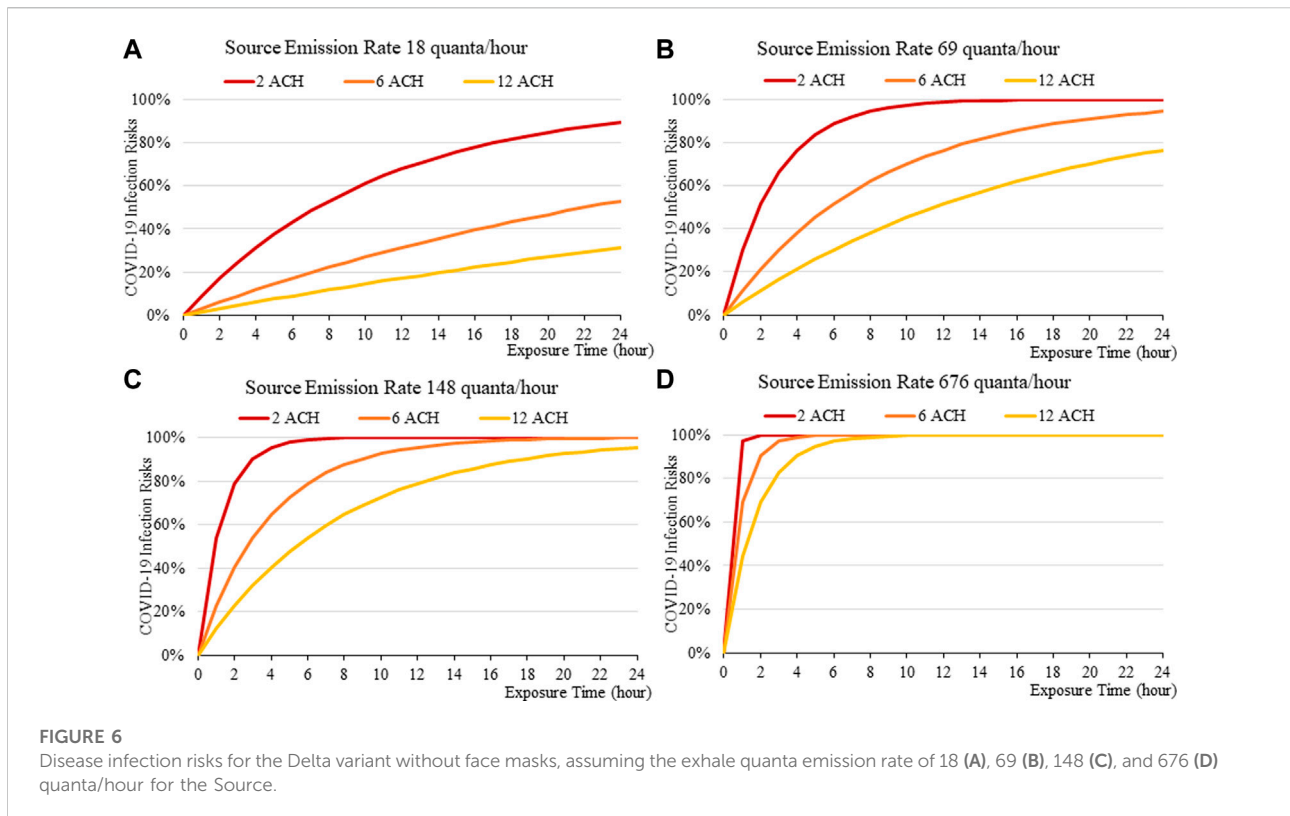 A
Source Emission Rate 18 quanta/hour
2 ACH 6 ACH 12 ACH
COVID-19 Infection Risks
100%
80%
60%
40%
20%
0%
0 2 4 6 8 10 12 14 16 18 20 22 24
Exposure Time (hour)
B
Source Emission Rate 69 quanta/hour
2 ACH 6 ACH 12 ACH
COVID-19 Infection Risks
100%
80%
60%
40%
20%
0%
0 2 4 6 8 10 12 14 16 18 20 22 24
Exposure Time (hour)
C
Source Emission Rate 148 quanta/hour
2 ACH 6 ACH 12 ACH
COVID-19 Infection Risks
100%
80%
60%
40%
20%
0%
0 2 4 6 8 10 12 14 16 18 20 22 24
Exposure Time (hour)
D
Source Emission Rate 676 quanta/hour
2 ACH 6 ACH 12 ACH
COVID-19 Infection Risks
100%
80%
60%
40%
20%
0%
0 2 4 6 8 10 12 14 16 18 20 22 24
Exposure Time (hour)
FIGURE 6
Disease infection risks for the Delta variant without face masks, assuming the exhale quanta emission rate of 18 (A), 69 (B), 148 (C), and 676 (D)
quanta/hour for the Source.